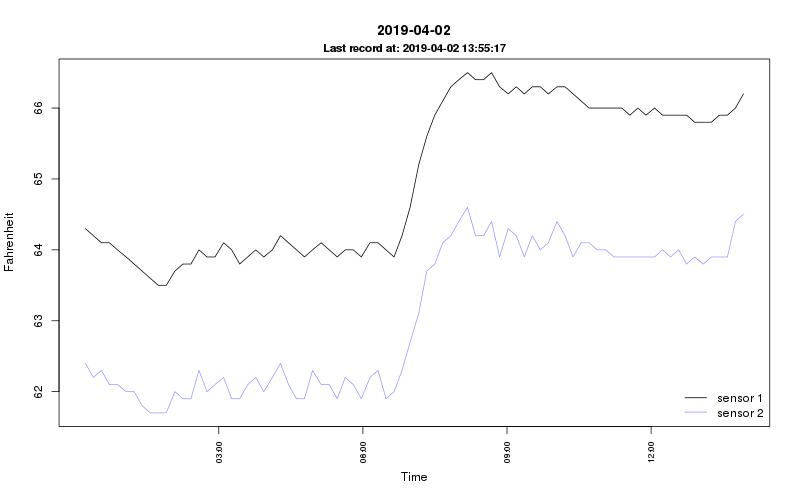 2019-04-02
Last record at: 2019-04-02 13:55:17
Fahrenheit
66
65
64
63
62
sensor 1
sensor 2
03:00
06:00
09:00
12:00
Time